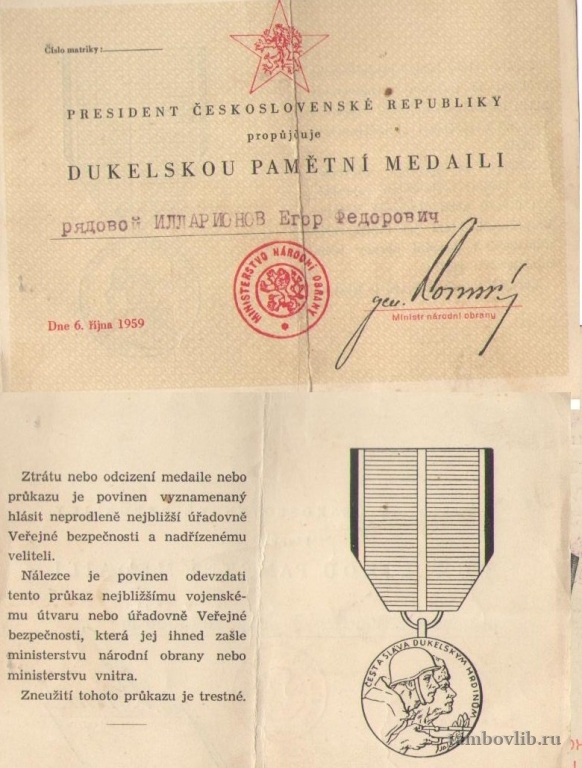 Číslo matriky:
PRESIDENT ČESKOSLOVENSKÉ REPUBLIKY
propůjčuje
DUKELSKOU PAMĚTNÍ MEDAILI
рядовой ИЛЛАРИОНОВ Егор Федорович
MINISTERSTVO NÁRODNÍ OBRANY
Dne 6. října 1959
gen. Lomský
Ministr národní obrany
Ztrátu nebo odcizení medaile nebo
průkazu je povinen vyznamenaný
hlásit neprodleně nejbližší úřadovně
Veřejné bezpečnosti a nadřízenému
veliteli.
Nálezce je povinen odevzdati
tento průkaz nejbližšímu vojenské-
mu útvaru nebo úřadovně Veřejné
bezpečnosti, která jej ihned zašle
ministerstvu národní obrany nebo
ministerstvu vnitra.
Zneužití tohoto průkazu je trestné.
ČEST A SLÁVA DUKELSKÝM HRDINŮM
tambovlib.ru